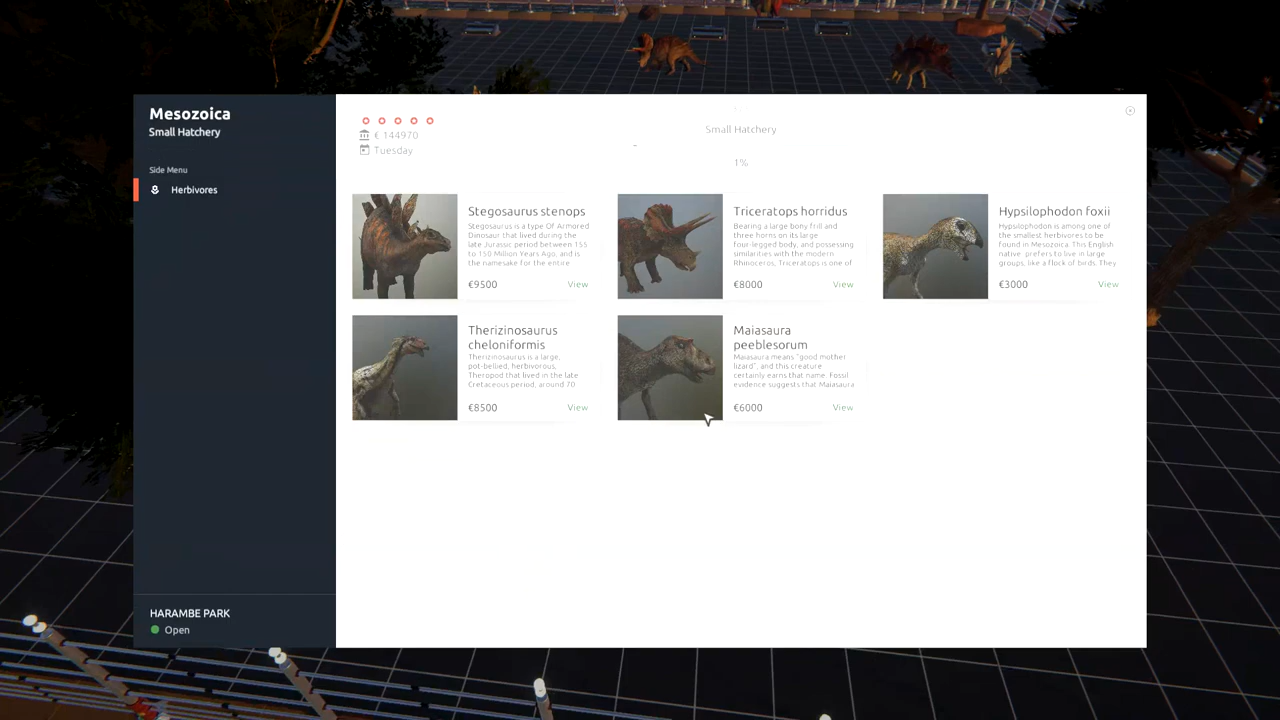 Mesozoica
Small Hatchery
Side Menu
Herbivores
HARAMBE PARK
Open
€ 144970
Tuesday
Small Hatchery
1%
Stegosaurus stenops
Stegosaurus is a type Of Armored
Dinosaur that lived during the
late Jurassic period between 155
to 150 Million Years Ago, and is
the namesake for the entire
€9500
View
Triceratops horridus
Bearing a large bony frill and
three horns on its large
four-legged body, and possessing
similarities with the modern
Rhinoceros, Triceratops is one of
€8000
View
Hypsilophodon foxii
Hypsilophodon is among one of
the smallest herbivores to be
found in Mesozoica. This English
native, prefers to live in large
groups, like a flock of birds. They
€3000
View
Therizinosaurus
cheloniformis
Therizinosaurus is a large,
pot-bellied, herbivorous,
Theropod that lived in the late
Cretaceous period, around 70
€8500
View
Maiasaura
peeblesorum
Maiasaura means "good mother
lizard", and this creature
certainly earns that name. Fossil
evidence suggests that Maiasaura
€6000
View